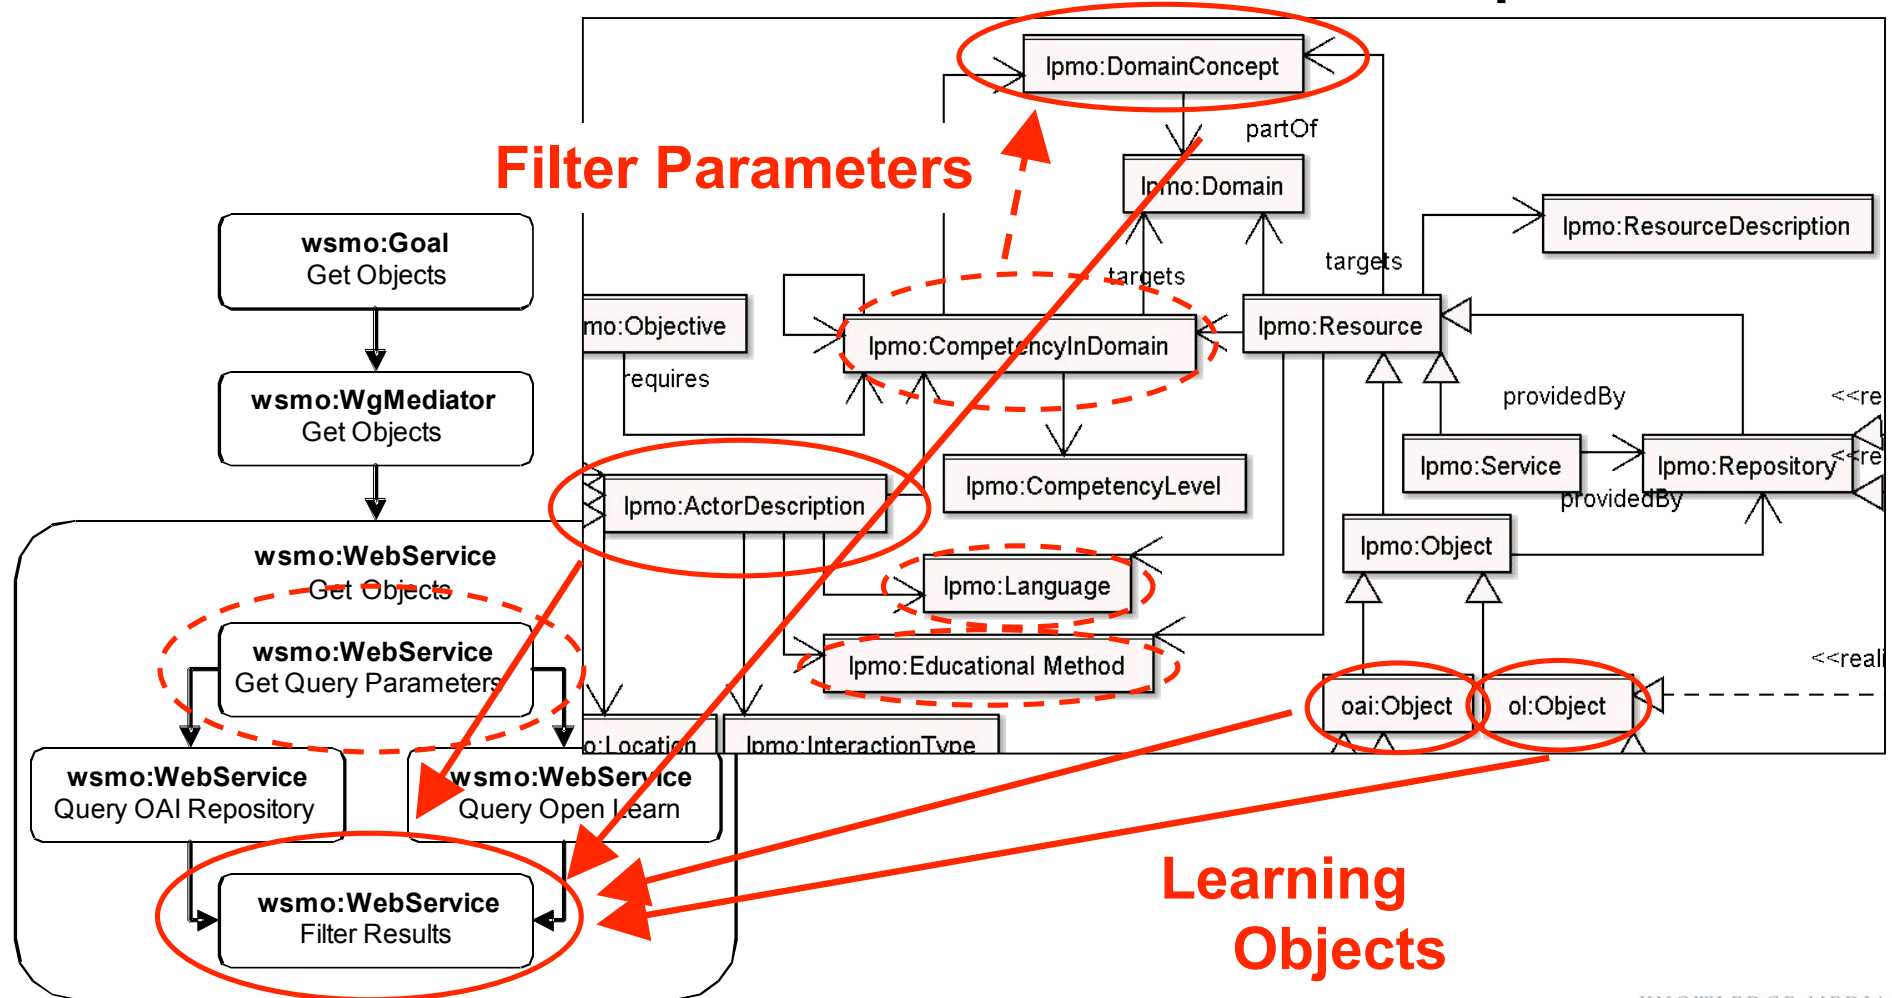 lpmo:DomainConcept
partOf
Filter Parameters
lpmo:Domain
wsmo:Goal
Get Objects
lpmo:ResourceDescription
targets
targets
mo:Objective
lpmo:CompetencyInDomain
lpmo:Resource
requires
wsmo:WgMediator
Get Objects
providedBy
<<re
lpmo:Service
lpmo:Repository
<<re
lpmo:CompetencyLevel
lpmo:ActorDescription
providedBy
lpmo:Object
wsmo:WebService
Get Objects
lpmo:Language
wsmo:WebService
Get Query Parameters
lpmo:Educational Method
<<reali
oai:Object
ol:Object
o:Location
lpmo:InteractionType
wsmo:WebService
Query OAI Repository
wsmo:WebService
Query Open Learn
Learning
Objects
wsmo:WebService
Filter Results